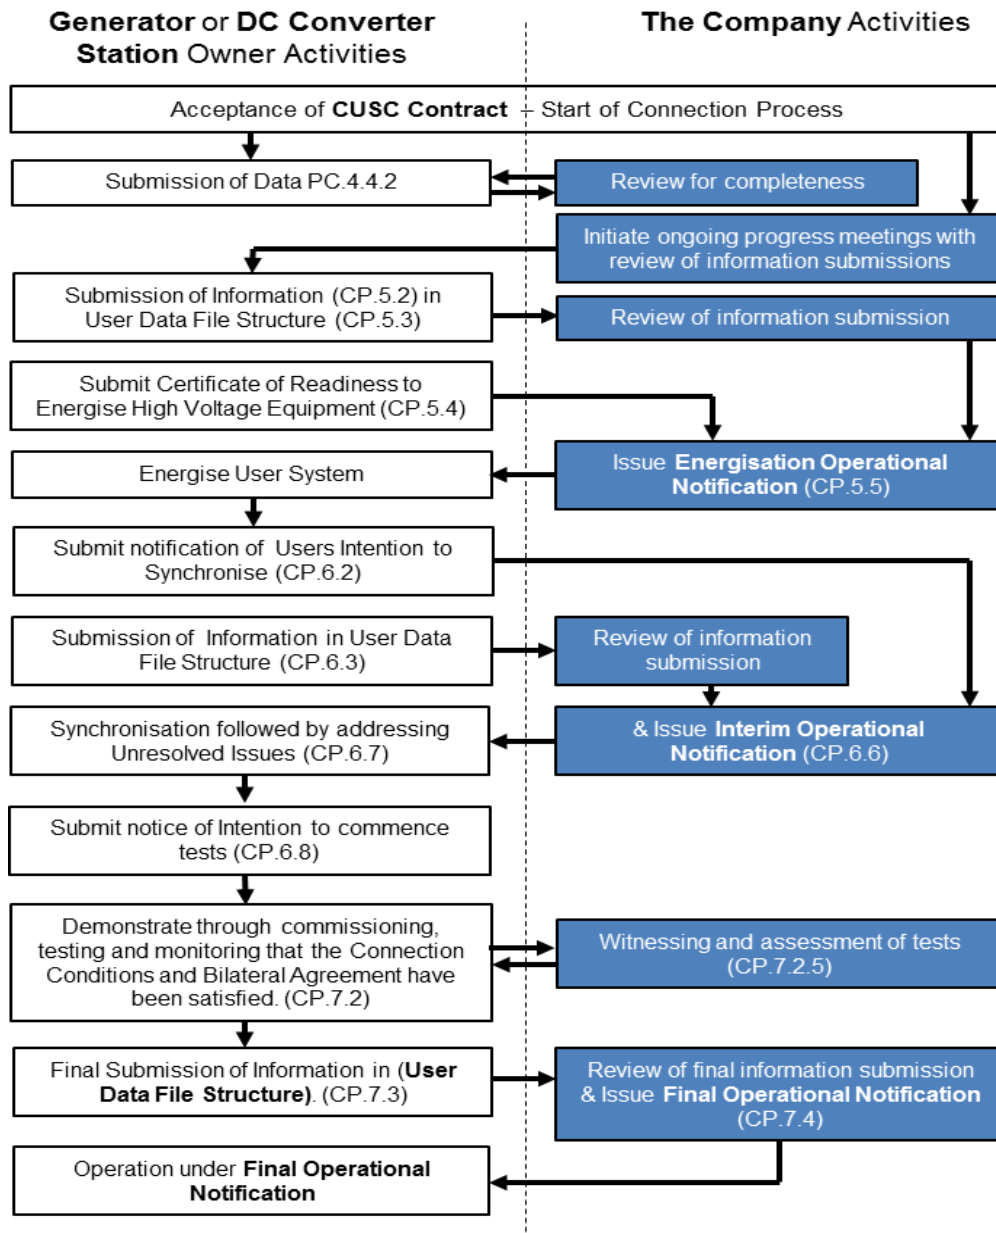 Generator or DC Converter
Station Owner Activities
The Company Activities
Acceptance of CUSC Contract – Start of Connection Process
Submission of Data PC.4.4.2
Review for completeness
Initiate ongoing progress meetings with
review of information submissions
Submission of Information (CP.5.2) in
User Data File Structure (CP.5.3)
Review of information submission
Submit Certificate of Readiness to
Energise High Voltage Equipment (CP.5.4)
Issue Energisation Operational
Notification (CP.5.5)
Energise User System
Submit notification of Users Intention to
Synchronise (CP.6.2)
Submission of Information in User Data
File Structure (CP.6.3)
Review of information
submission
Synchronisation followed by addressing
Unresolved Issues (CP.6.7)
& Issue Interim Operational
Notification (CP.6.6)
Submit notice of Intention to commence
tests (CP.6.8)
Demonstrate through commissioning,
testing and monitoring that the Connection
Conditions and Bilateral Agreement have
been satisfied. (CP.7.2)
Witnessing and assessment of tests
(CP.7.2.5)
Final Submission of Information in (User
Data File Structure). (CP.7.3)
Review of final information submission
& Issue Final Operational Notification
(CP.7.4)
Operation under Final Operational
Notification